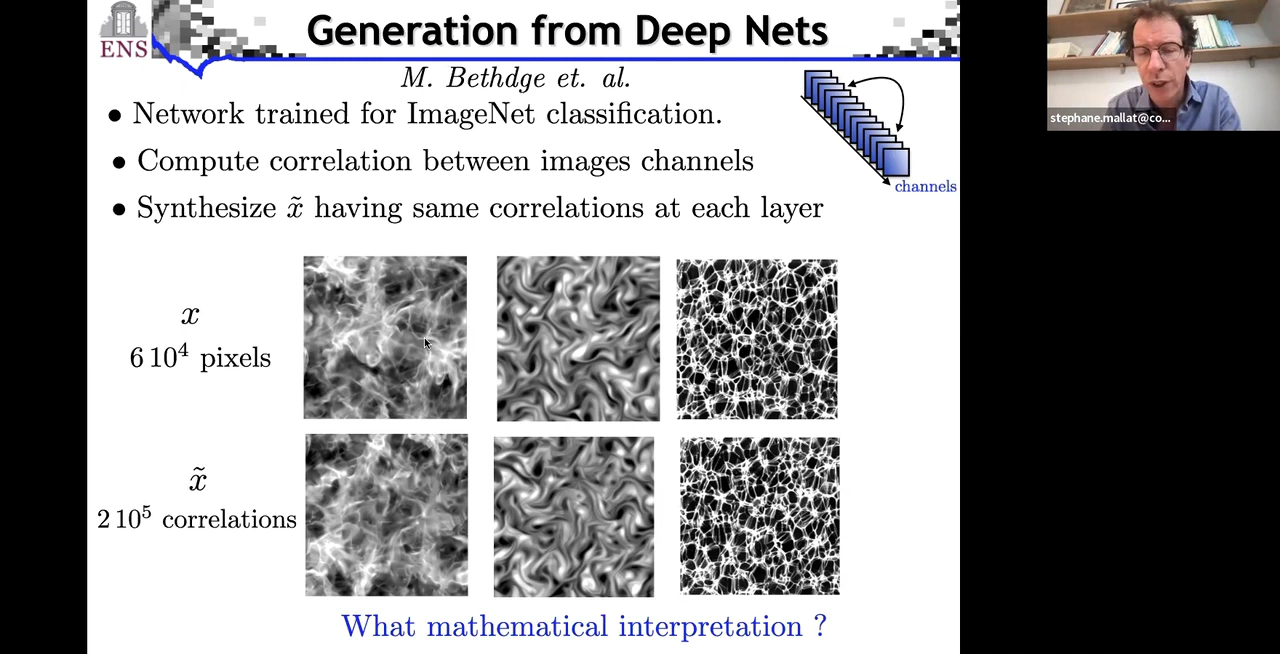 ENS
Generation from Deep Nets
M. Bethdge et. al.
• Network trained for ImageNet classification.
• Compute correlation between images channels
• Synthesize x̃ having same correlations at each layer
channels
x
6 10⁴ pixels
x̃
2 10⁵ correlations
What mathematical interpretation ?
stephane.mallat@co...